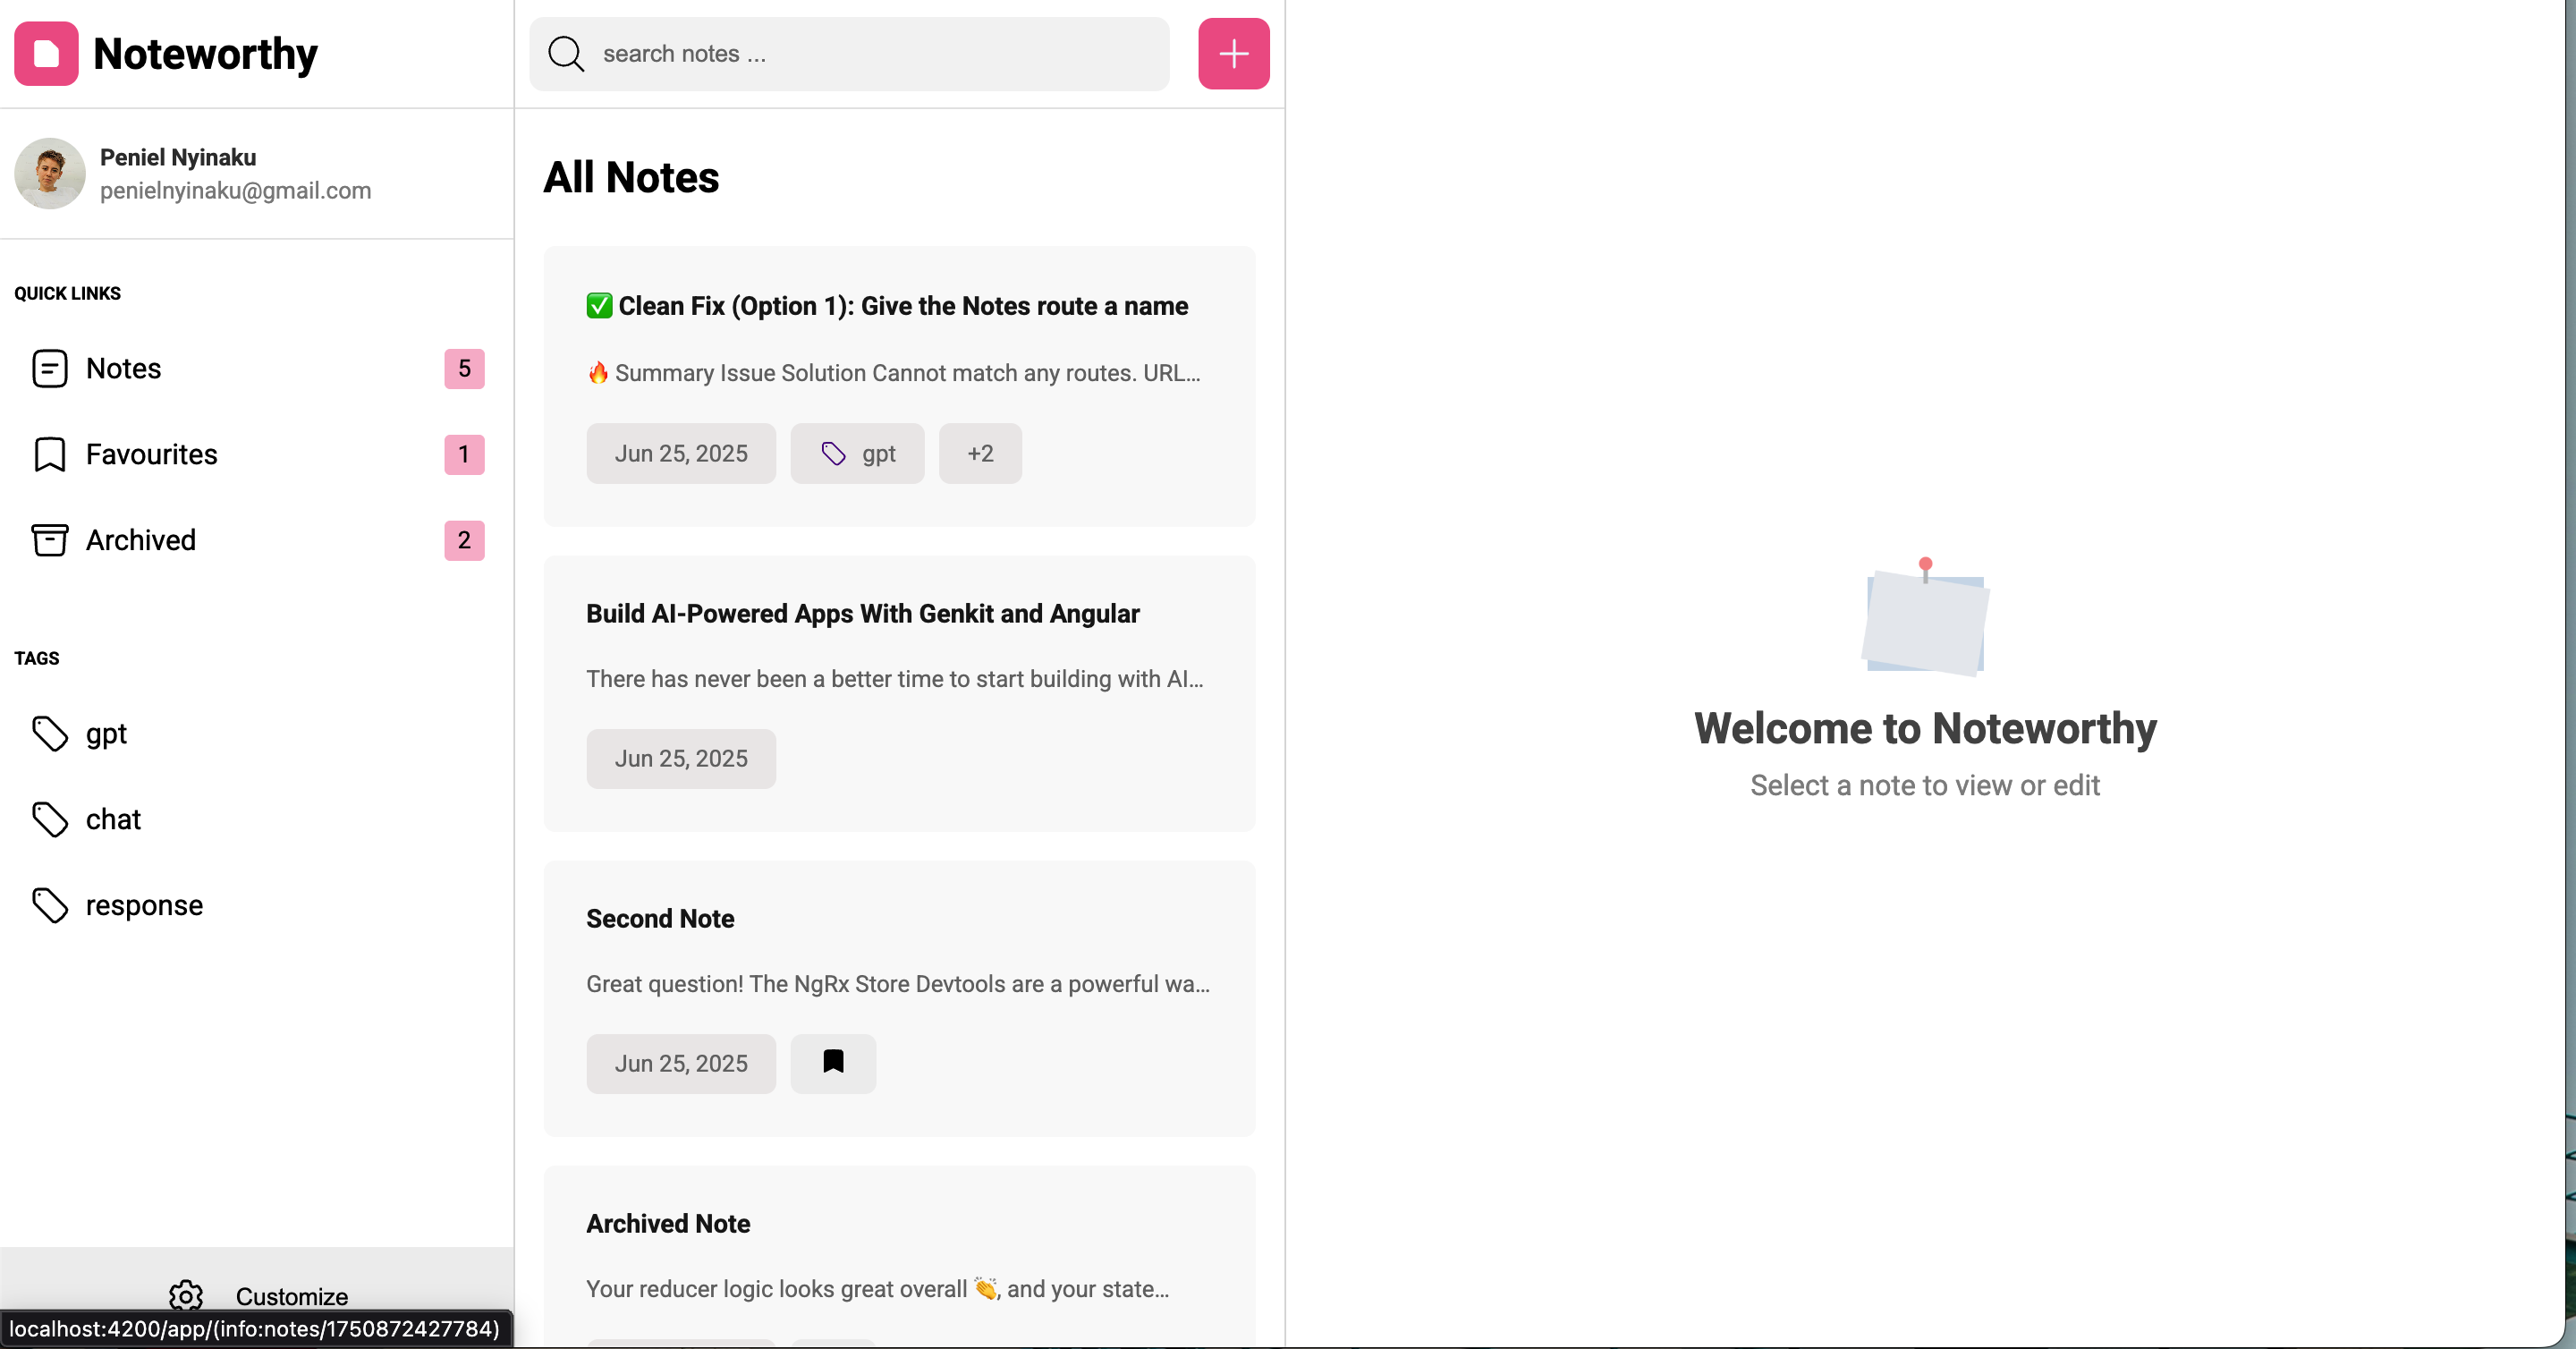 Noteworthy
Peniel Nyinaku
penielnyinaku@gmail.com
QUICK LINKS
Notes 5
Favourites 1
Archived 2
TAGS
gpt
chat
response
Customize
localhost:4200/app/(info:notes/1750872427784)
search notes ...
All Notes
✅ Clean Fix (Option 1): Give the Notes route a name
🔥 Summary Issue Solution Cannot match any routes. URL...
Jun 25, 2025 gpt +2
Build AI-Powered Apps With Genkit and Angular
There has never been a better time to start building with AI...
Jun 25, 2025
Second Note
Great question! The NgRx Store Devtools are a powerful wa...
Jun 25, 2025
Archived Note
Your reducer logic looks great overall 👏, and your state...
Welcome to Noteworthy
Select a note to view or edit